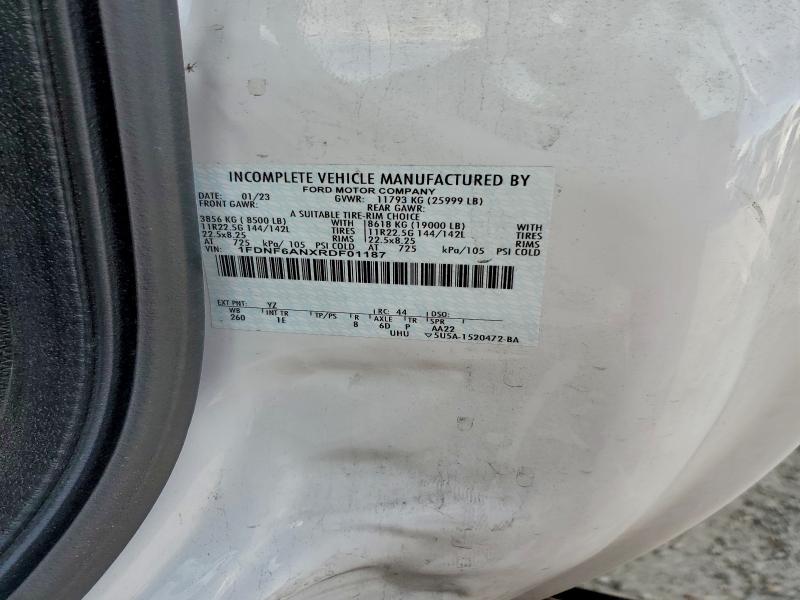 INCOMPLETE VEHICLE MANUFACTURED BY
FORD MOTOR COMPANY
DATE: 01/23 GVWR: 11793 KG (25999 LB)
FRONT GAWR: REAR GAWR:
A SUITABLE TIRE-RIM CHOICE
3856 KG ( 8500 LB) WITH 8618 KG (19000 LB) WITH
11R22.5G 144/142L TIRES 11R22.5G 144/142L TIRES
22.5x8.25 RIMS 22.5x8.25 RIMS
AT 725 kPa/ 105 PSI COLD AT 725 kPa/105 PSI COLD
VIN: 1FDNF6ANXRDF01187
EXT PNT: YZ RC: 44 DSO:
WB INT TR TP/PS R AXLE TR SPR
260 1E 8 6D P AA22
UHU 5U5A-1520472-BA